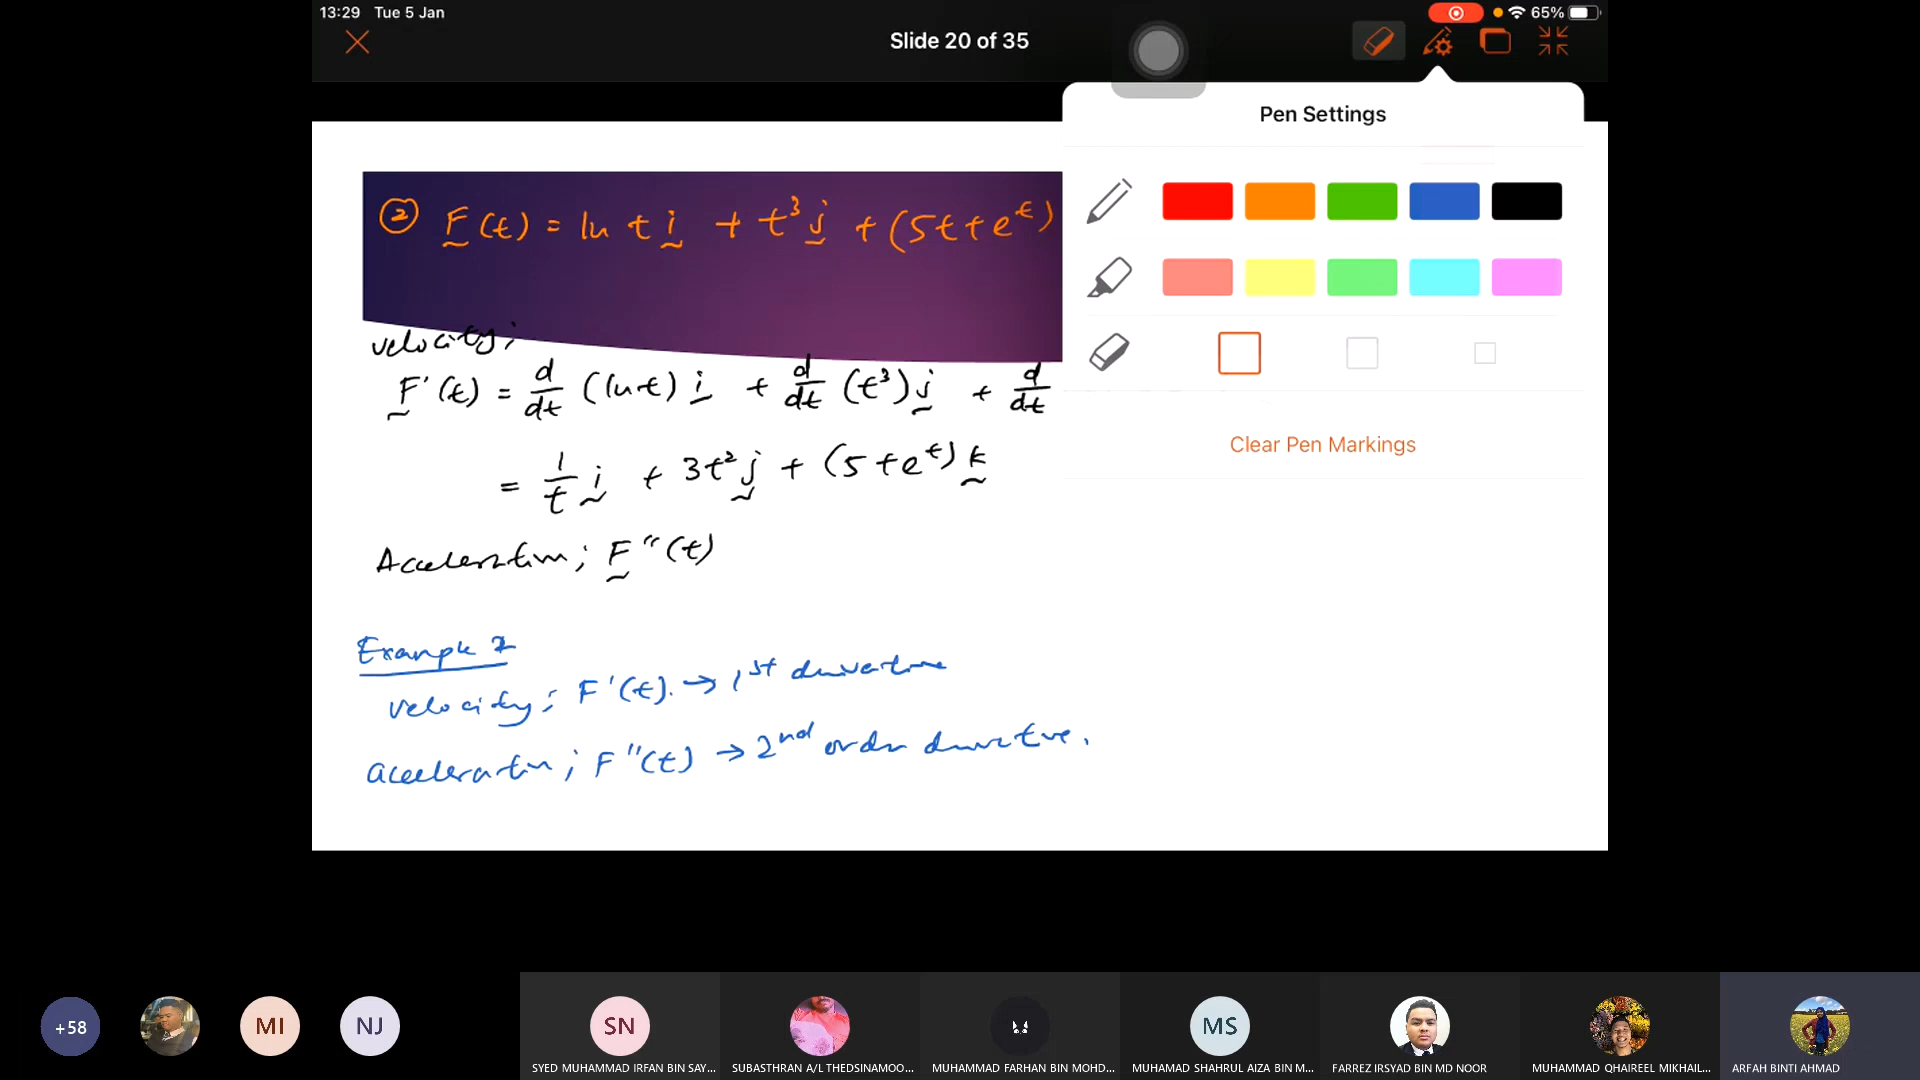 13:29 Tue 5 Jan
65%
Slide 20 of 35
Pen Settings
② F(t) = ln t i + t³ j + (5t + eᵗ)
velocity;
F'(t) = d/dt (ln t) i + d/dt (t³) j + d/dt
= 1/t i + 3t² j + (5 + eᵗ) k
Acceleration; F"(t)
Clear Pen Markings
Example 2
velocity; F'(t). → 1st derivative
acceleration; F"(t) → 2nd order derivative.
+58
MI
NJ
SN
MS
SYED MUHAMMAD IRFAN BIN SAY...
SUBASTHRAN A/L THEDSINAMOO...
MUHAMMAD FARHAN BIN MOHD...
MUHAMAD SHAHRUL AIZA BIN M...
FARREZ IRSYAD BIN MD NOOR
MUHAMMAD QHAIREEL MIKHAIL...
ARFAH BINTI AHMAD